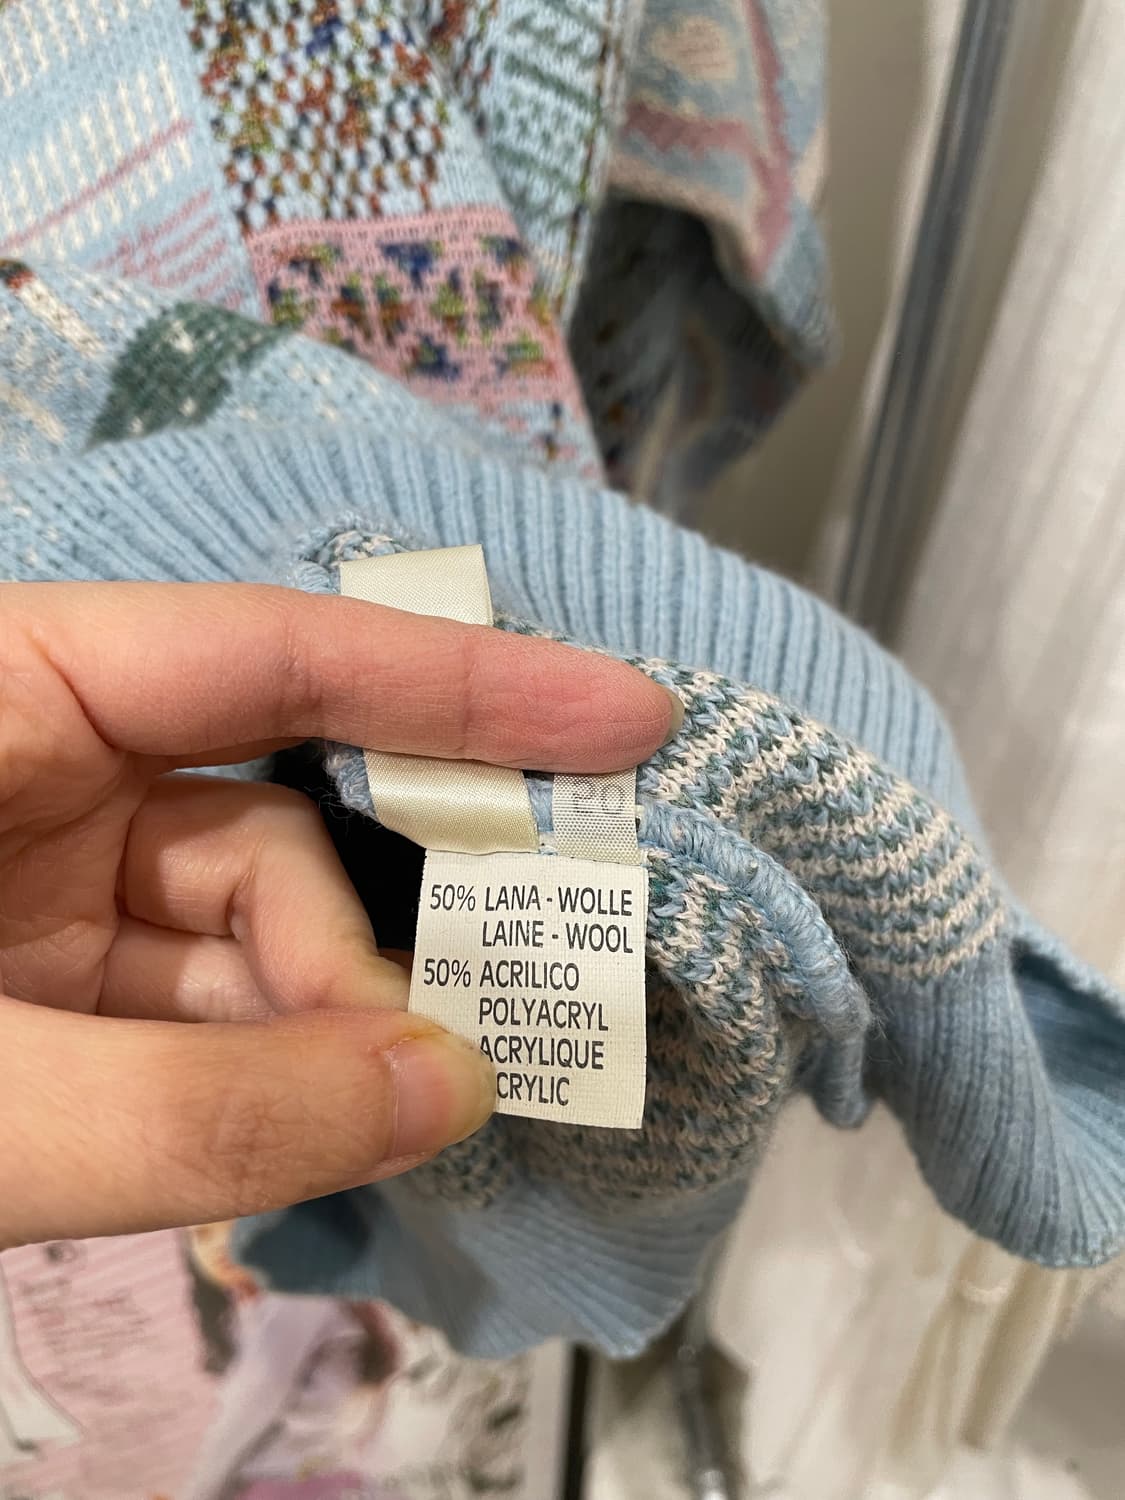 50% LANA - WOLLE
LAINE - WOOL
50% ACRILICO
POLYACRYL
ACRYLIQUE
CRYLIC